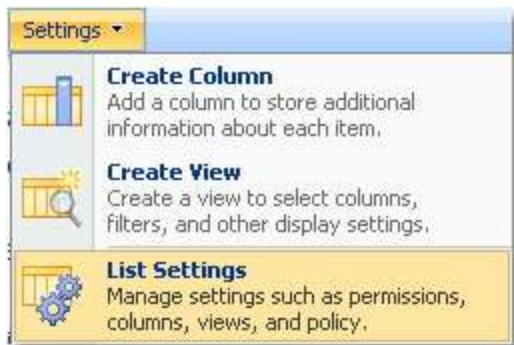 Settings
Create Column
Add a column to store additional
information about each item.
Create View
Create a view to select columns,
filters, and other display settings.
List Settings
Manage settings such as permissions,
columns, views, and policy.